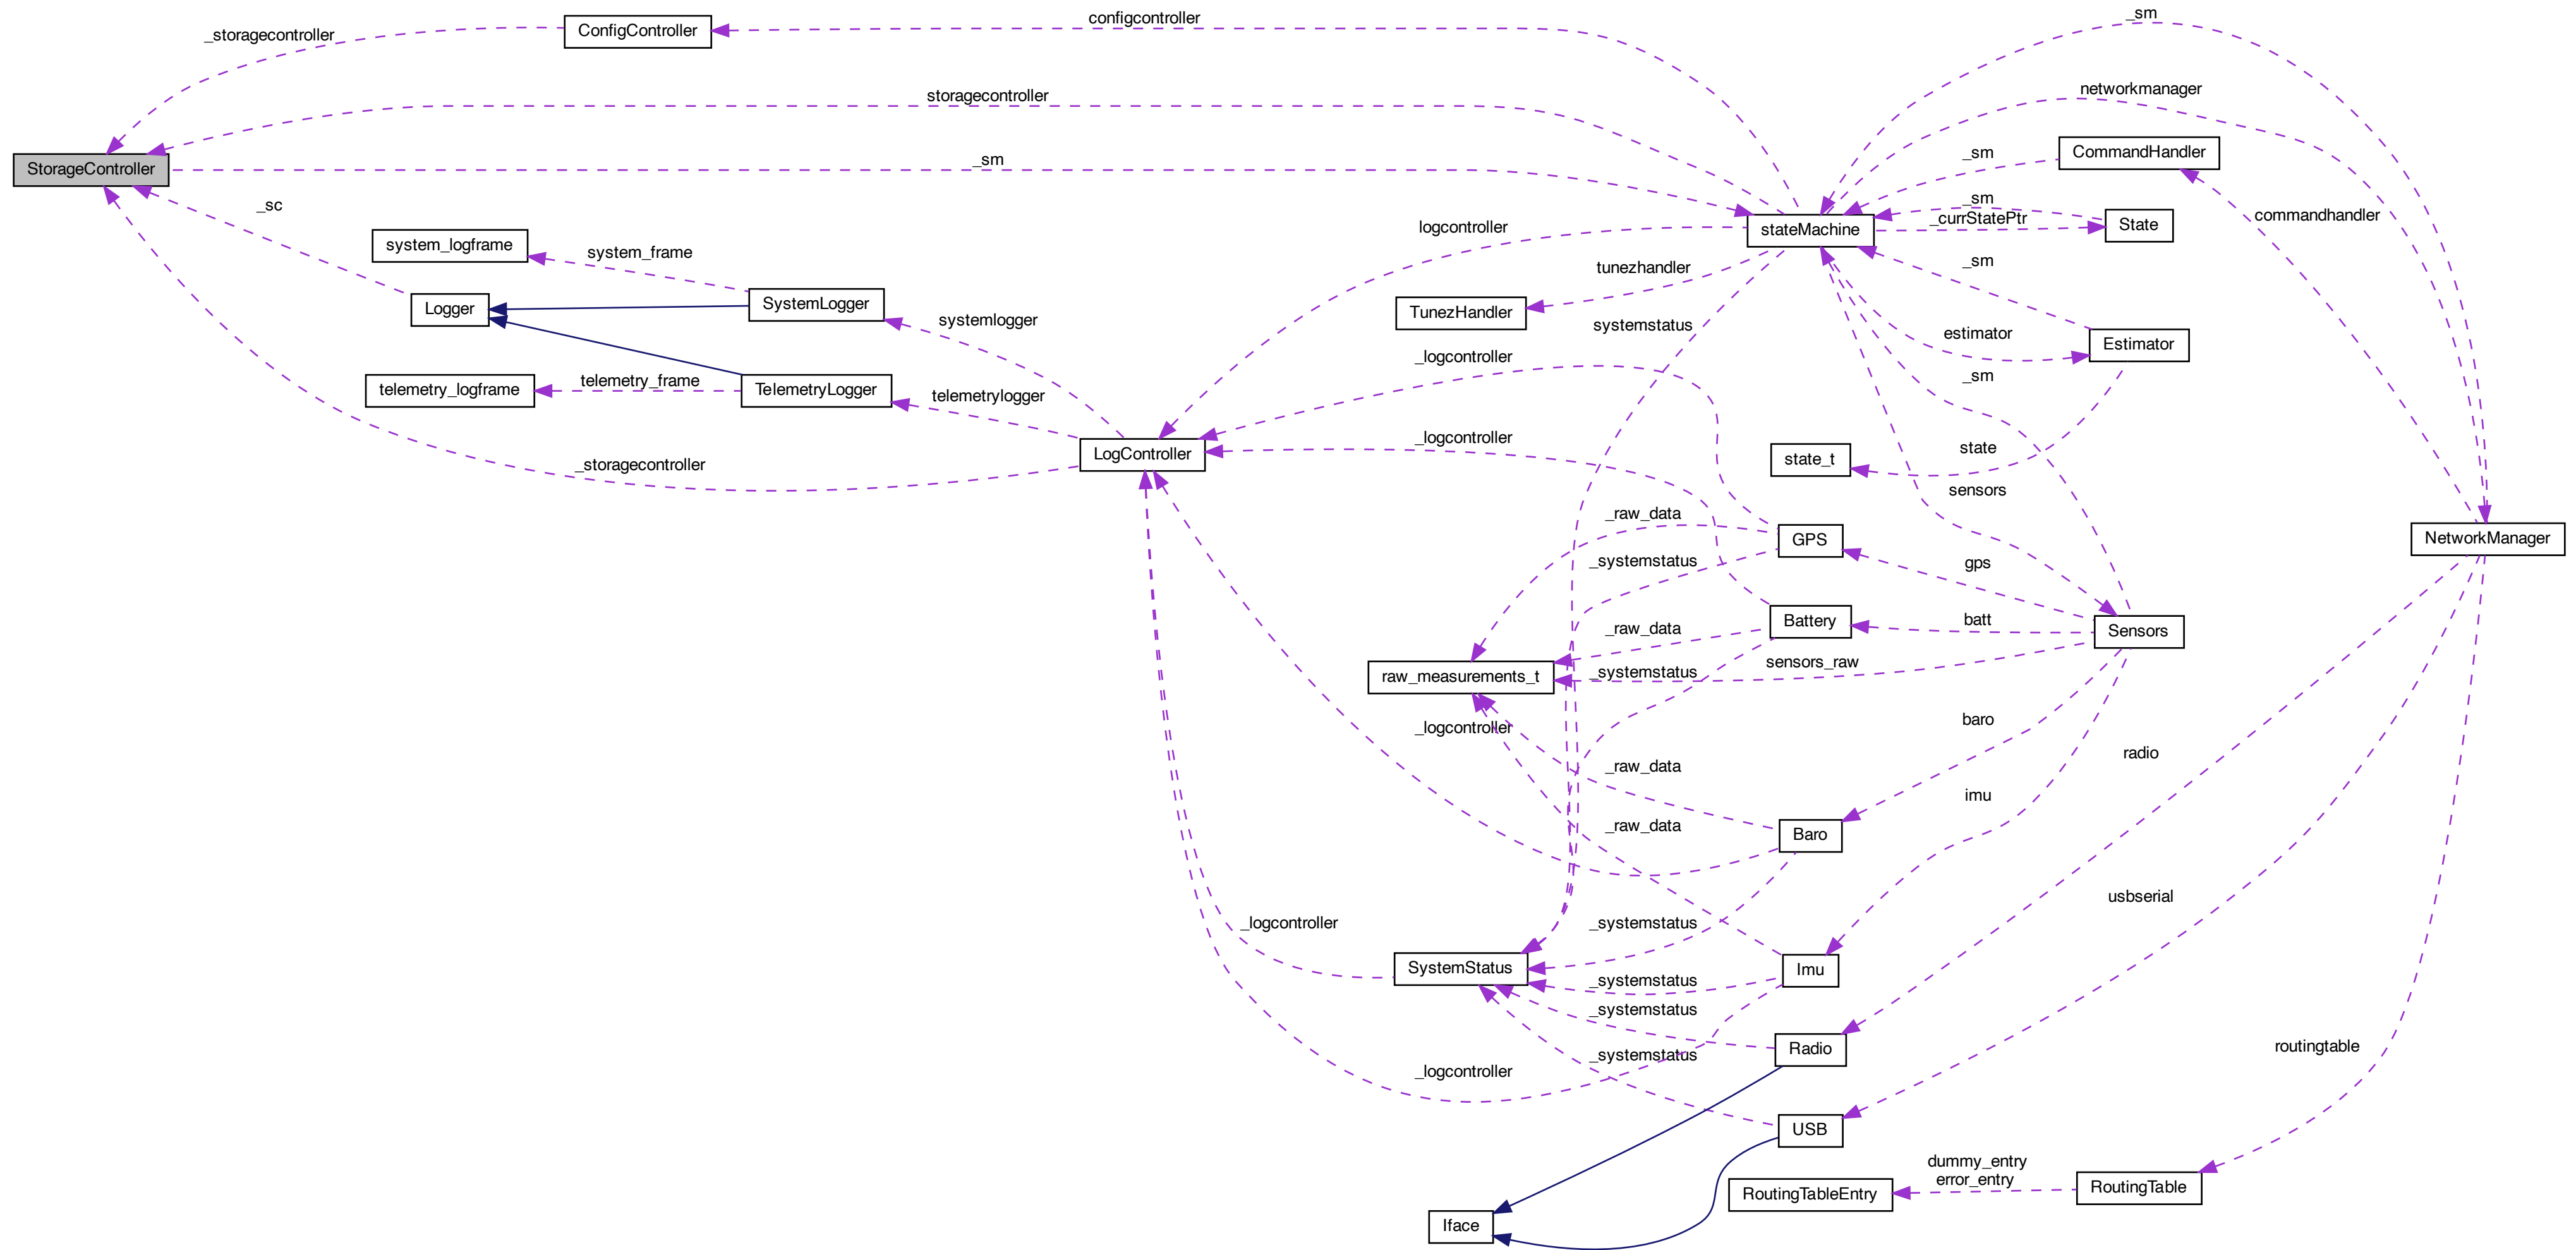 configcontroller
_sm
ConfigController
_storagecontroller
networkmanager
storagecontroller
CommandHandler
_sm
StorageController
_sm
_sc
_sm
_currStatePtr
State
commandhandler
stateMachine
logcontroller
system_logframe
system_frame
tunezhandler
_sm
SystemLogger
Logger
TunezHandler
systemlogger
systemstatus
estimator
Estimator
_logcontroller
_sm
telemetry_logframe
telemetry_frame
TelemetryLogger
telemetrylogger
_logcontroller
LogController
state_t
state
_storagecontroller
sensors
_raw_data
GPS
NetworkManager
_systemstatus
gps
_raw_data
Battery
batt
Sensors
raw_measurements_t
_systemstatus
sensors_raw
_logcontroller
baro
radio
_raw_data
imu
_raw_data
Baro
usbserial
_logcontroller
_systemstatus
SystemStatus
Imu
_systemstatus
_systemstatus
Radio
_systemstatus
routingtable
_logcontroller
USB
dummy_entry
error_entry
RoutingTableEntry
RoutingTable
Iface